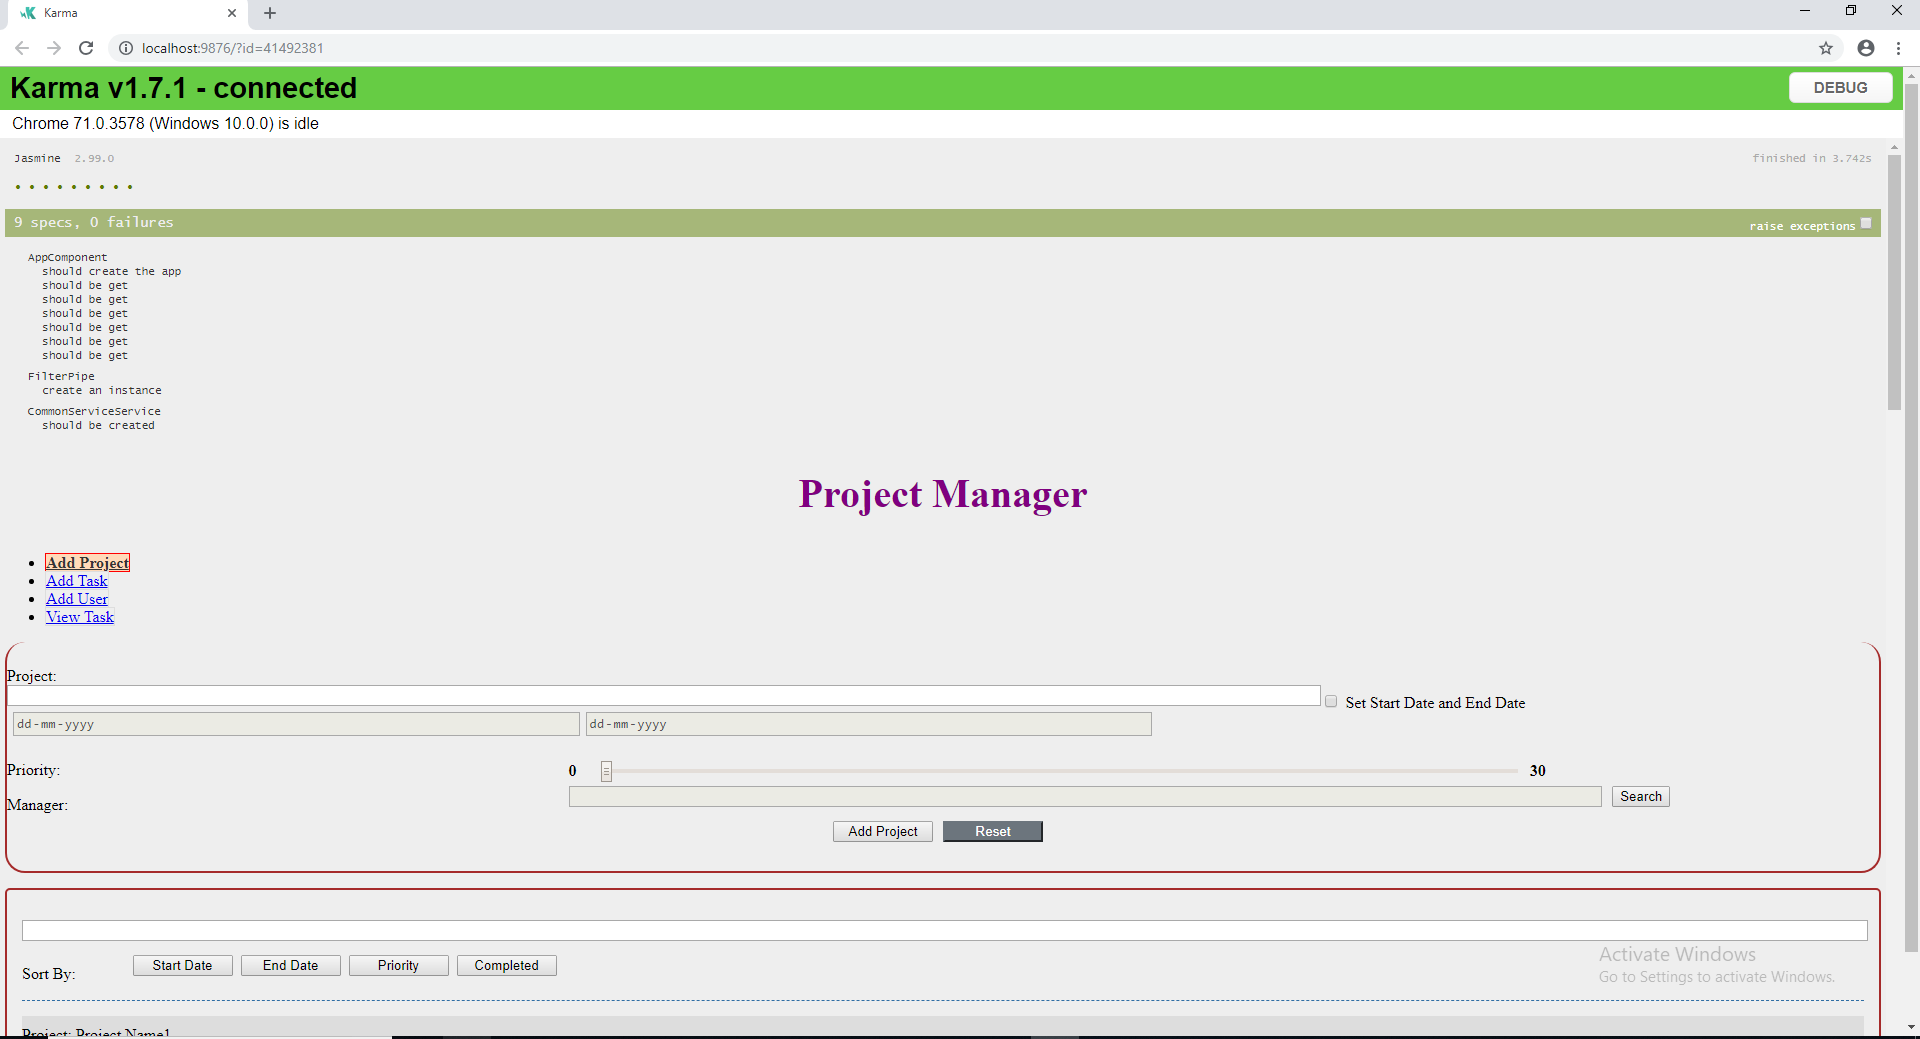 Karma
localhost:9876/?id=41492381
Karma v1.7.1 - connected
DEBUG
Chrome 71.0.3578 (Windows 10.0.0) is idle
Jasmine 2.99.0
finished in 3.742s
9 specs, 0 failures
raise exceptions
AppComponent
should create the app
should be get
should be get
should be get
should be get
should be get
should be get
FilterPipe
create an instance
CommonServiceService
should be created
Project Manager
Add Project
Add Task
Add User
View Task
Project:
Set Start Date and End Date
dd-mm-yyyy dd-mm-yyyy
Priority: 0 30
Manager: Search
Add Project Reset
Sort By: Start Date End Date Priority Completed
Activate Windows
Go to Settings to activate Windows.
Project: Project Name1